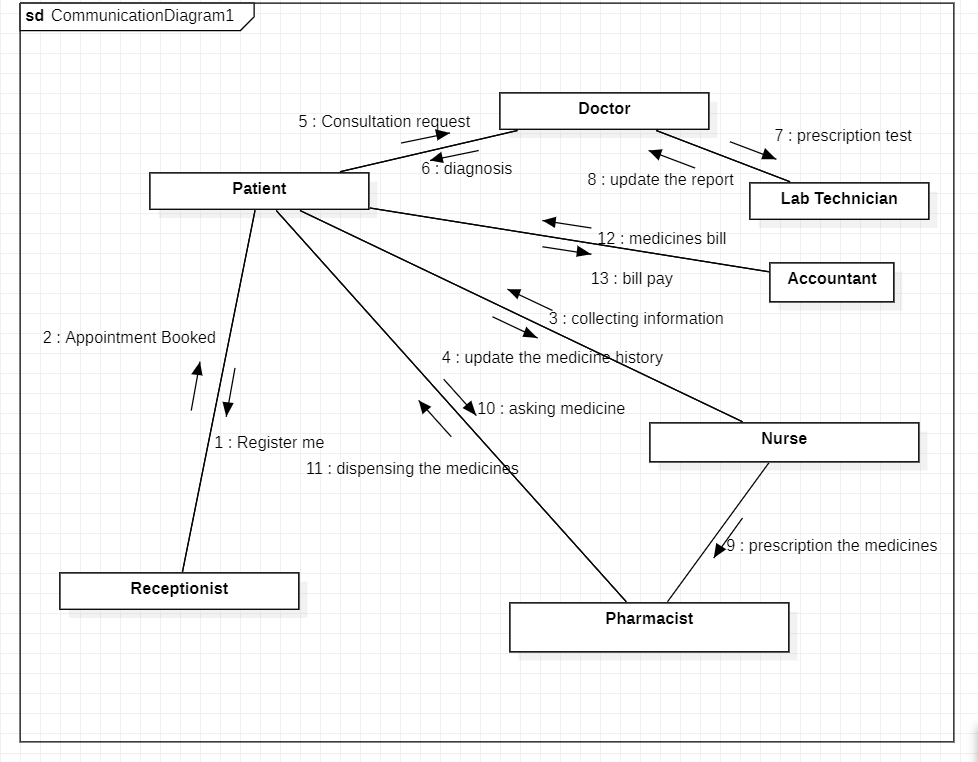 sd CommunicationDiagram1
Doctor
5 : Consultation request
7 : prescription test
6 : diagnosis
8 : update the report
Patient
Lab Technician
12 : medicines bill
13 : bill pay
Accountant
3 : collecting information
2 : Appointment Booked
4 : update the medicine history
10 : asking medicine
1 : Register me
Nurse
11 : dispensing the medicines
9 : prescription the medicines
Receptionist
Pharmacist